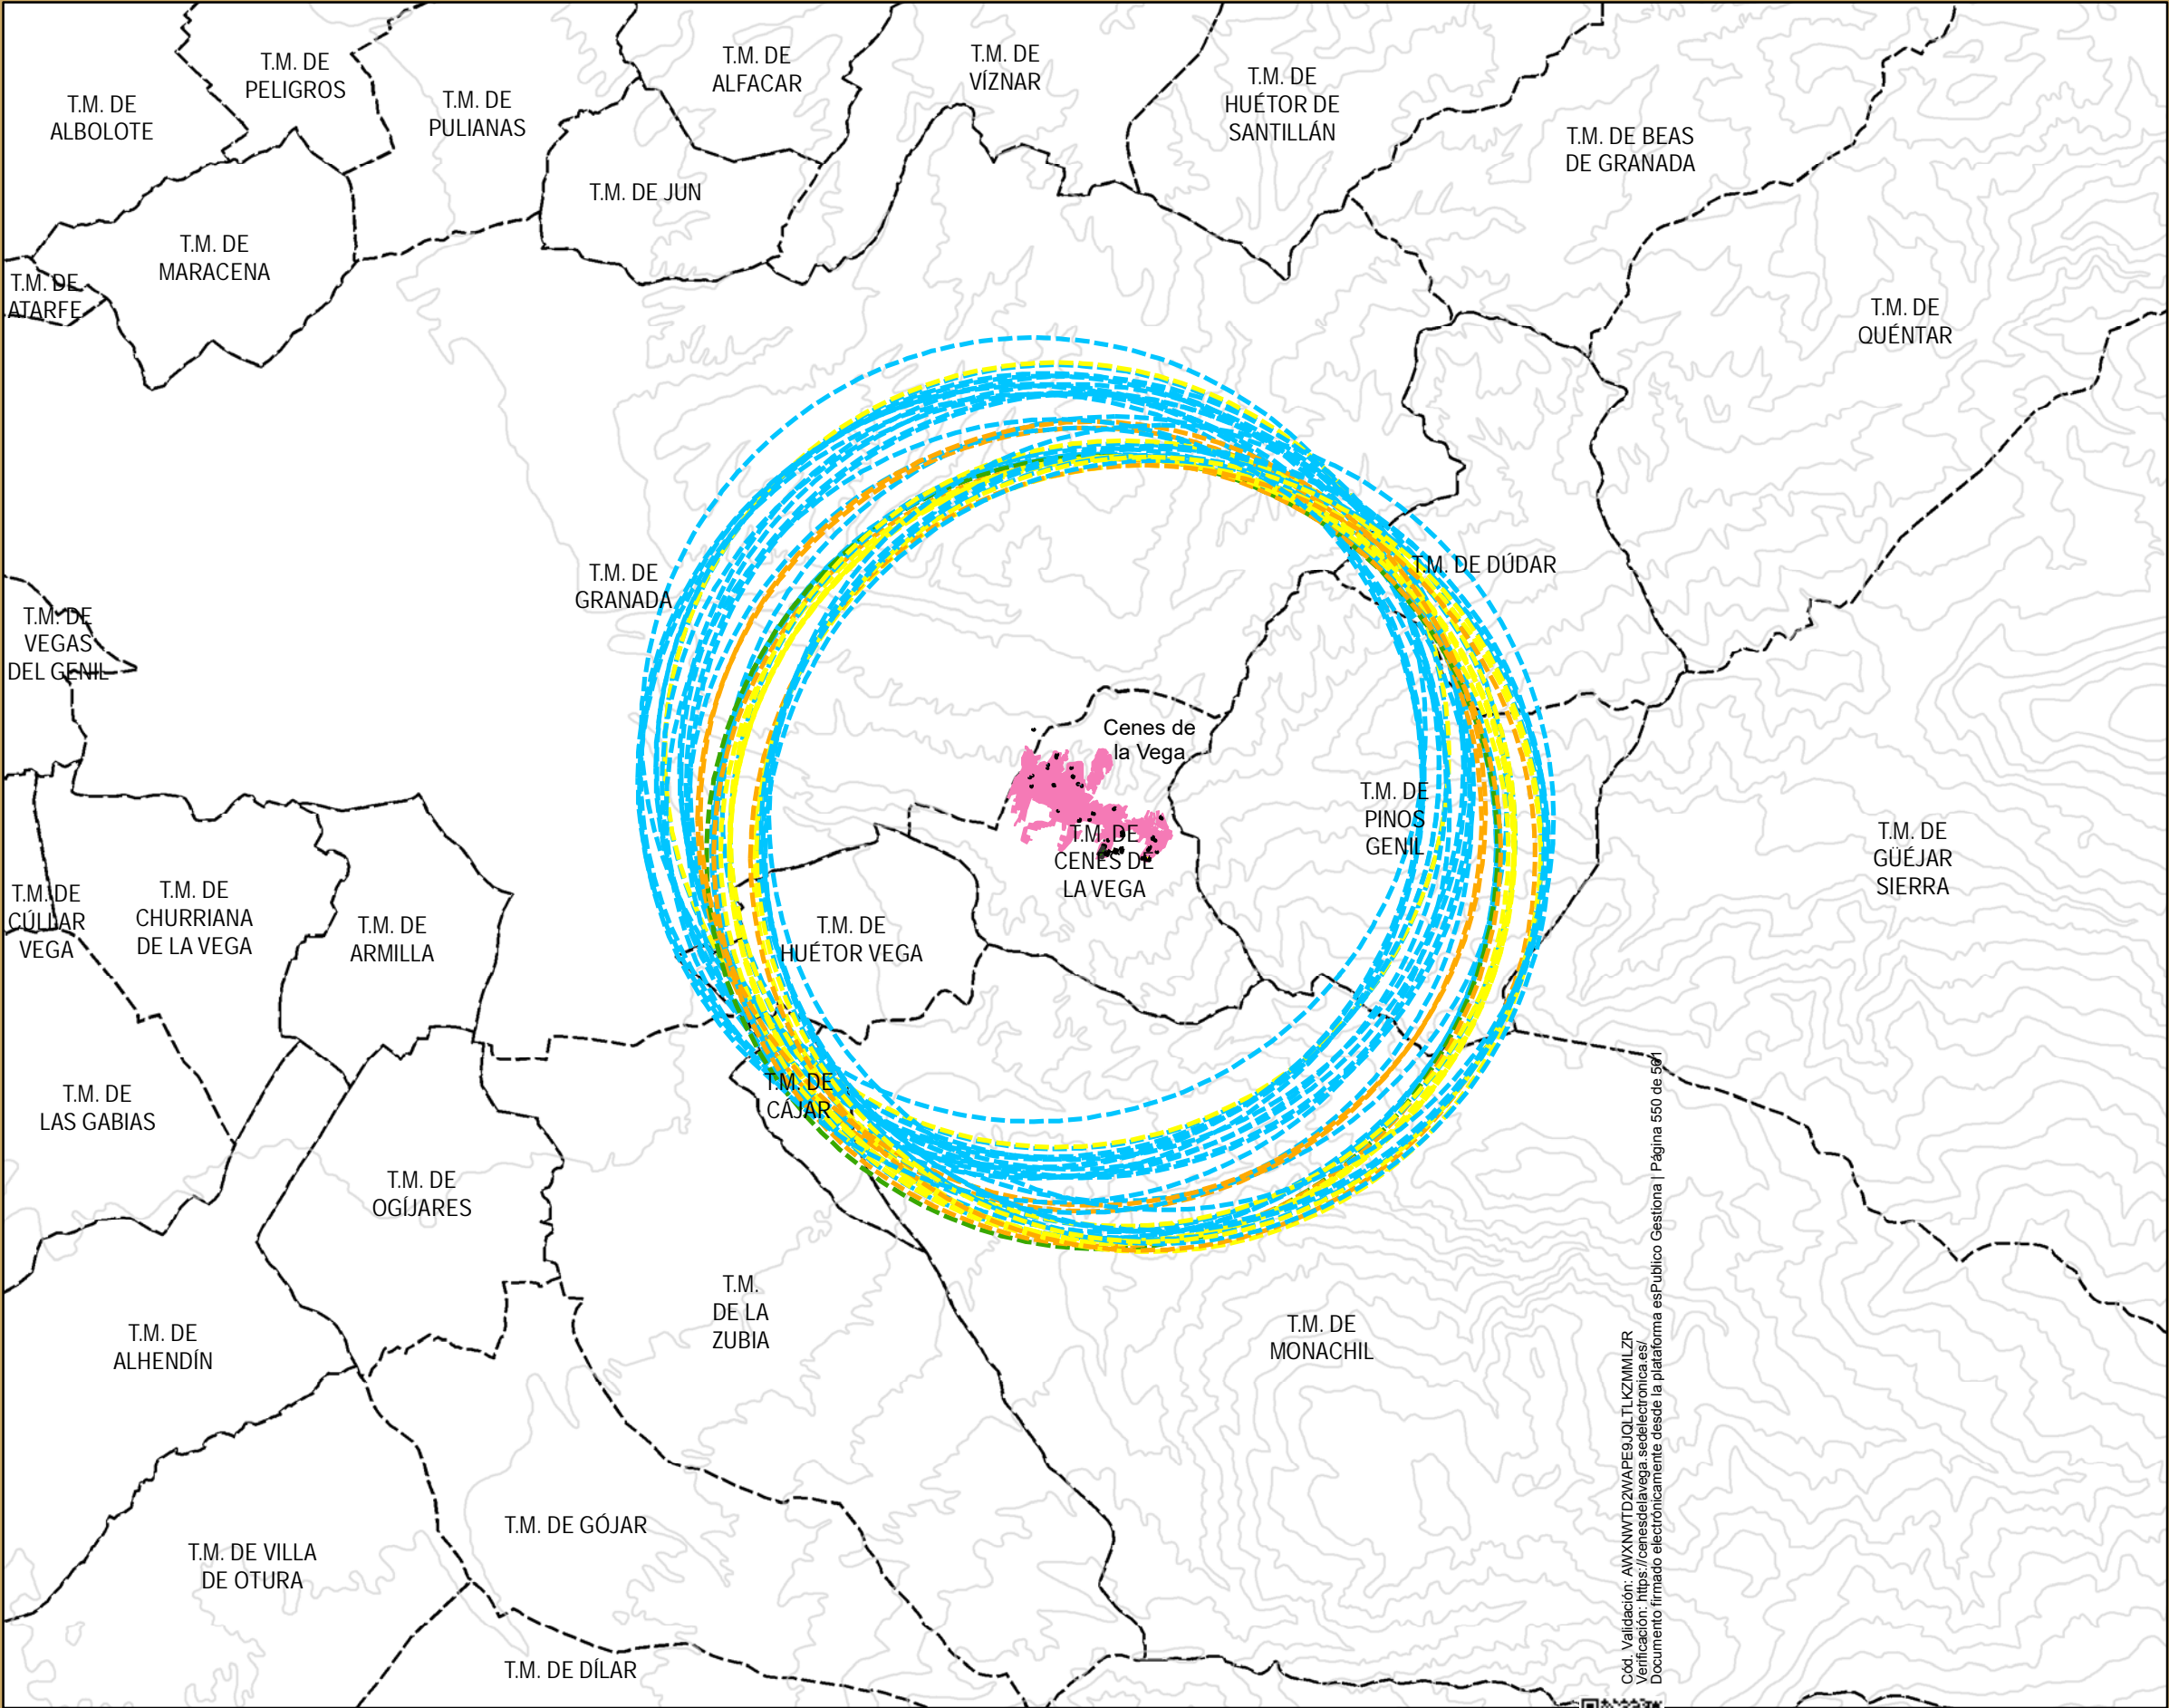 T.M. DE
PELIGROS
T.M. DE
ALBOLOTE
T.M. DE
PULIANAS
T.M. DE
ALFACAR
T.M. DE
VÍZNAR
T.M. DE
HUÉTOR DE
SANTILLÁN
T.M. DE BEAS
DE GRANADA
T.M. DE JUN
T.M. DE
MARACENA
T.M. DE
ATARFE
T.M. DE
QUÉNTAR
T.M. DE
GRANADA
T.M. DE DÚDAR
T.M. DE
VEGAS
DEL GENIL
Cenes de
la Vega
T.M. DE
PINOS
GENIL
T.M. DE
CENES DE
LA VEGA
T.M. DE
GÜÉJAR
SIERRA
T.M. DE
CÚLLAR
VEGA
T.M. DE
CHURRIANA
DE LA VEGA
T.M. DE
ARMILLA
T.M. DE
HUÉTOR VEGA
T.M. DE
CÁJAR
T.M. DE
LAS GABIAS
T.M. DE
OGÍJARES
T.M.
DE LA
ZUBIA
T.M. DE
ALHENDÍN
T.M. DE
MONACHIL
T.M. DE GÓJAR
T.M. DE VILLA
DE OTURA
T.M. DE DÍLAR
Cód. Validación: AWXNWTD2WAPE9JQLTLKZMMLZR
Verificación: https://cenesdelavega.sedelectronica.es/
Documento firmado electrónicamente desde la plataforma esPublico Gestiona | Página 550 de 561